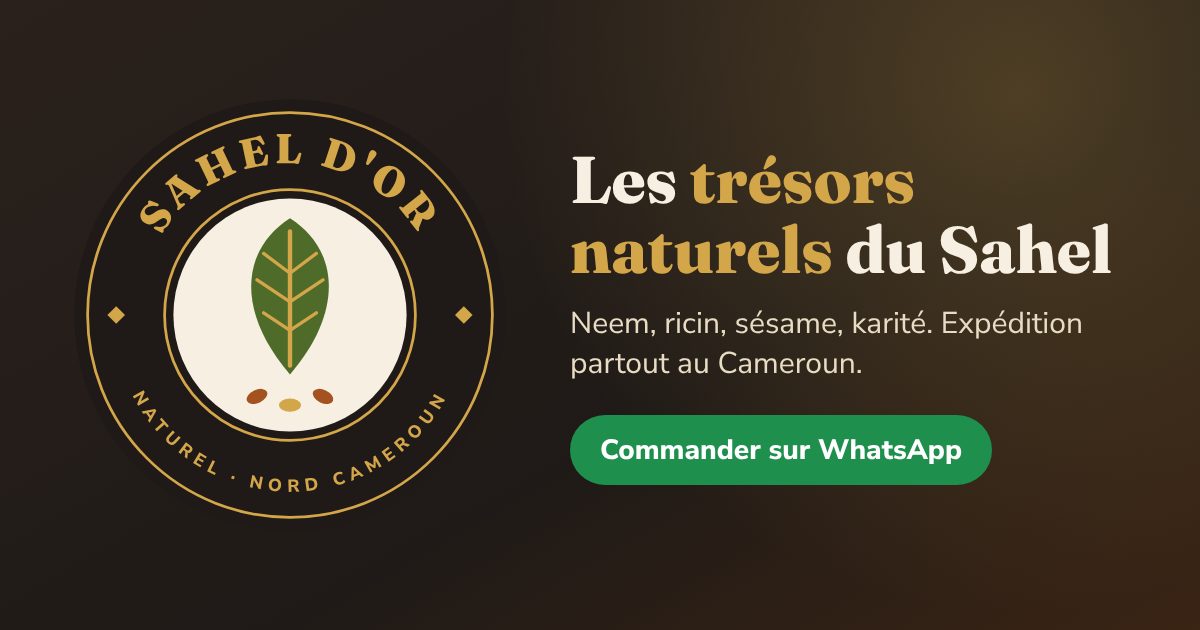 SAHEL D'OR
NATUREL · NORD CAMEROUN
Les trésors
naturels du Sahel
Neem, ricin, sésame, karité. Expédition
partout au Cameroun.
Commander sur WhatsApp